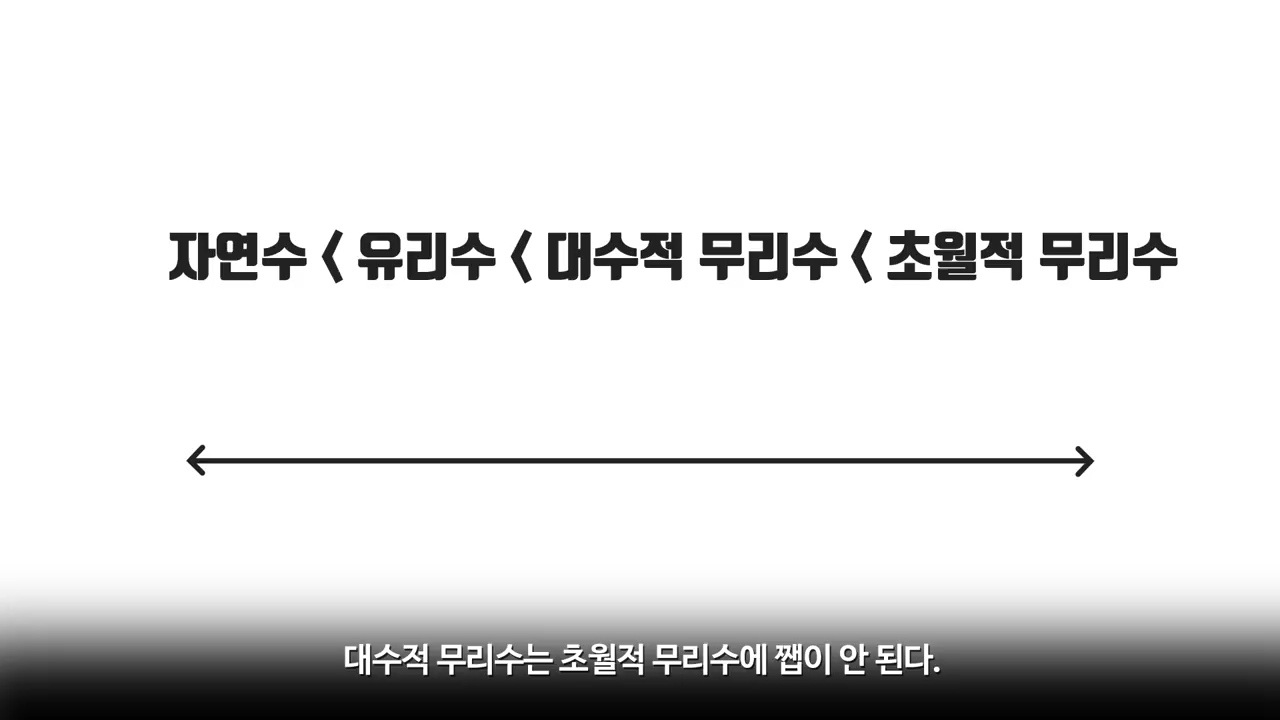 자연수 < 유리수 < 대수적 무리수 < 초월적 무리수
대수적 무리수는 초월적 무리수에 쨉이 안 된다.